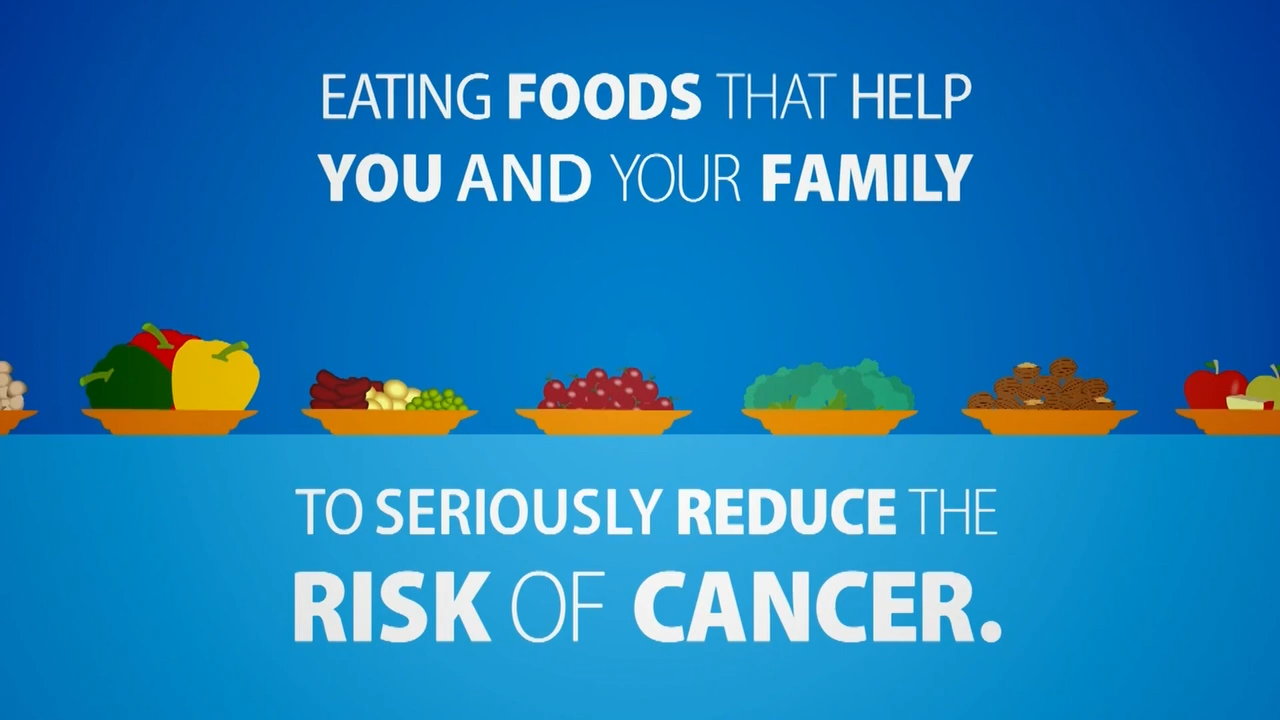 EATING FOODS THAT HELP
YOU AND YOUR FAMILY
TO SERIOUSLY REDUCE THE
RISK OF CANCER.